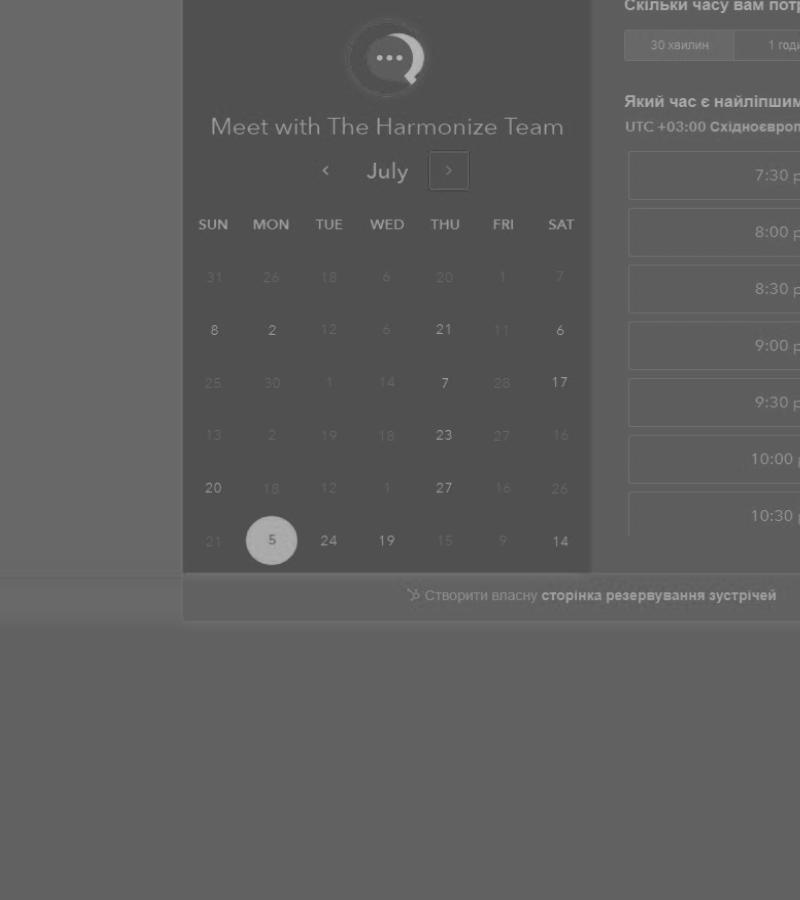 Meet with The Harmonize Team
July
SUN MON TUE WED THU FRI SAT
31 26 18 6 20 1 7
8 2 12 6 21 11 6
25 30 1 14 7 28 17
13 2 19 18 23 27 16
20 18 12 1 27 16 26
21 5 24 19 15 9 14
Скільки часу вам
30 хвилин 1
Який час є
UTC +03:00
7:30
8:00
8:30
9:00
9:30
10:00
10:30
Створити власну сторінка резервування зустрічей